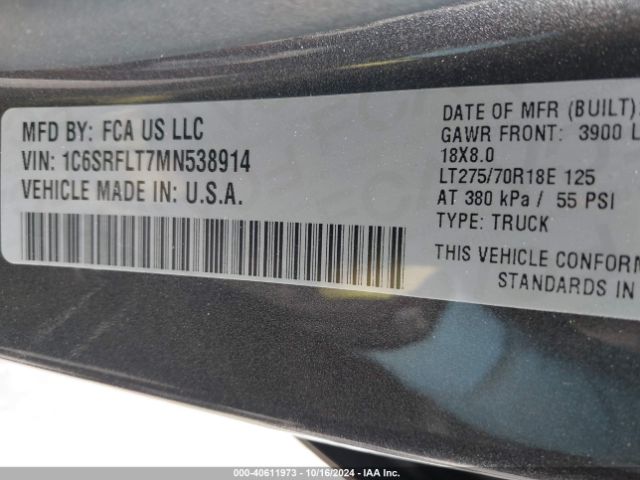 MFD BY: FCA US LLC
VIN: 1C6SRFLT7MN538914
VEHICLE MADE IN: U.S.A.
DATE OF MFR (BUILT)
GAWR FRONT: 3900 L
18X8.0
LT275/70R18E 125
AT 380 kPa / 55 PSI
TYPE: TRUCK
THIS VEHICLE CONFORM
STANDARDS IN
000-40611973 - 10/16/2024 - IAA Inc.